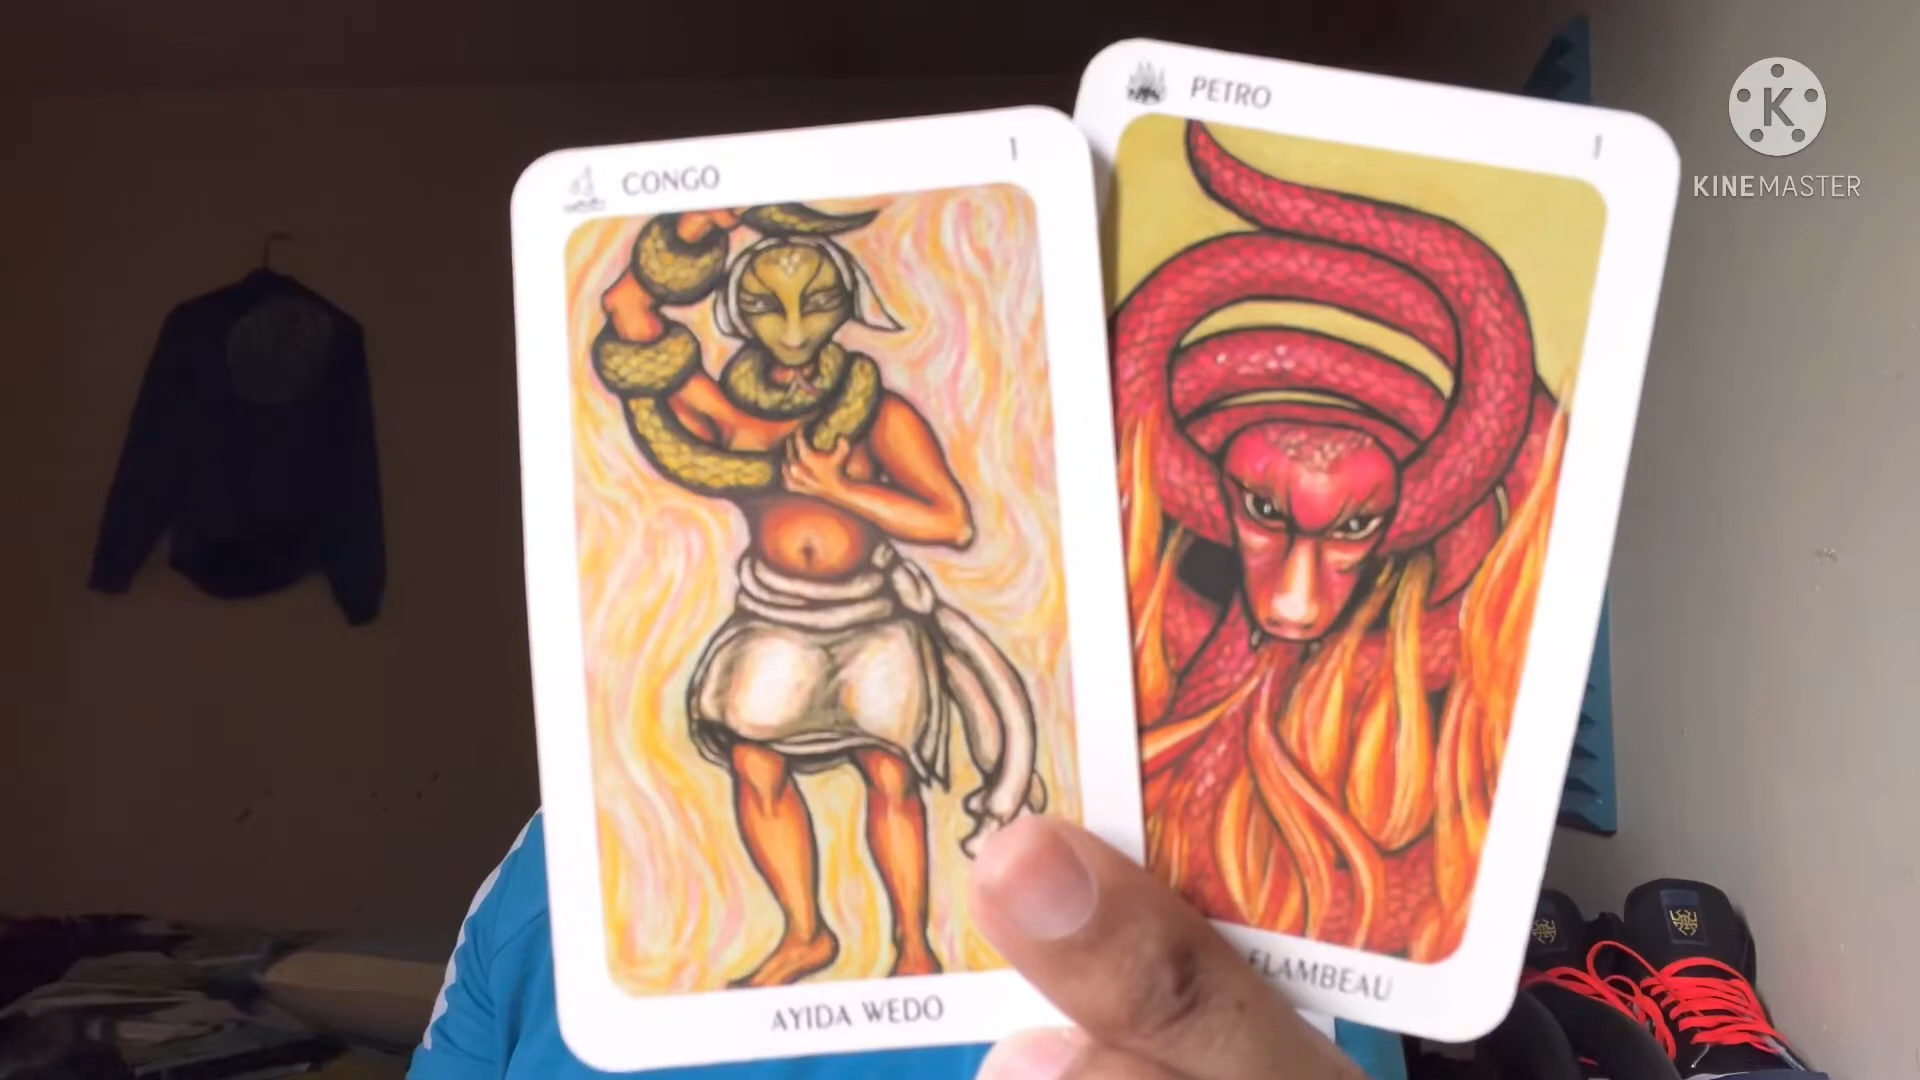 CONGO
1
AYIDA WEDO
PETRO
1
FLAMBEAU
K
KINEMASTER